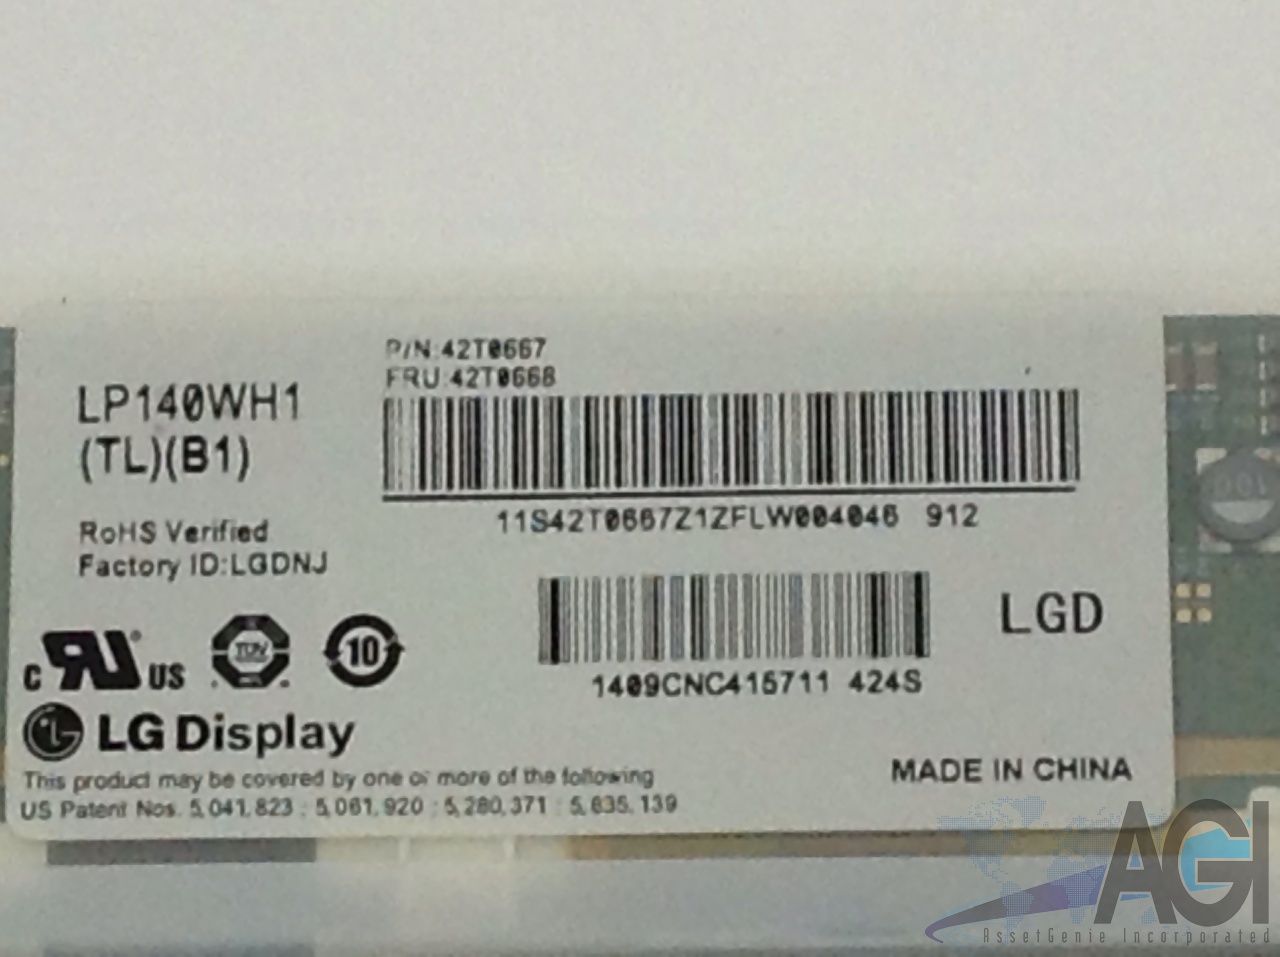 P/N:42T0667
FRU:42T0668
LP140WH1
(TL)(B1)
11S42T0667Z1ZFLW004046 912
RoHS Verified
Factory ID:LGDNJ
LGD
c RU US
TÜV
10
1409CNC415711 424S
LG Display
MADE IN CHINA
This product may be covered by one or more of the following
US Patent Nos. 5,041,823 ; 5,061,920 ; 5,280,371 ; 5,835,139
100
AGI
AssetGenie Incorporated